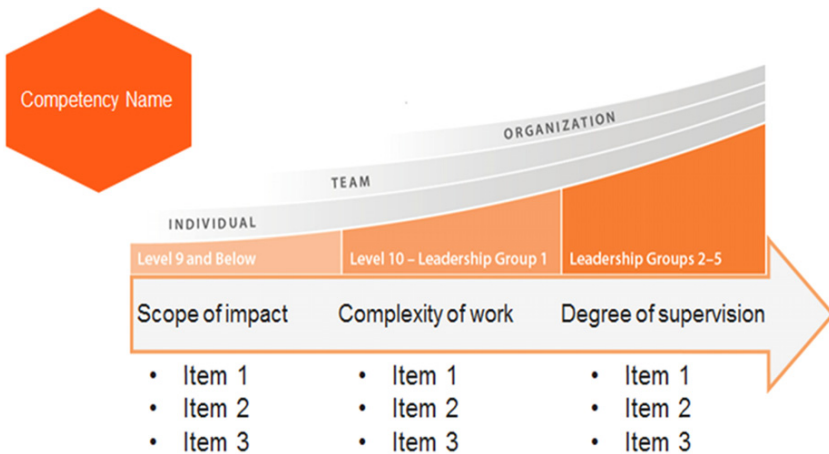 Competency Name
ORGANIZATION
TEAM
INDIVIDUAL
Level 9 and Below
Level 10 – Leadership Group 1
Leadership Groups 2–5
Scope of impact
Complexity of work
Degree of supervision
• Item 1
• Item 2
• Item 3
• Item 1
• Item 2
• Item 3
• Item 1
• Item 2
• Item 3